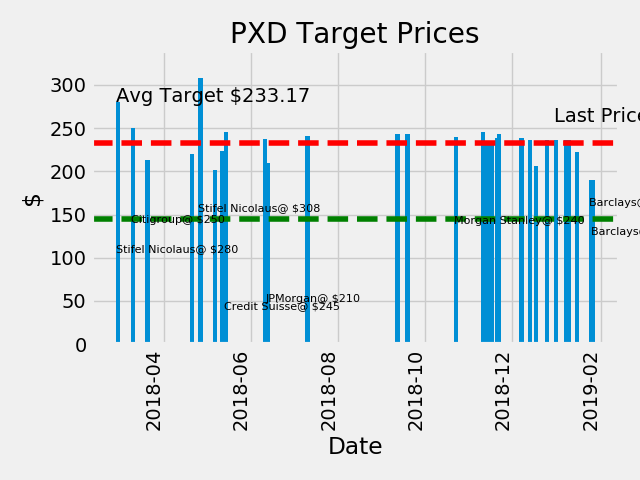 PXD Target Prices
Avg Target $233.17
Last Price
300
250
200
150
100
50
0
$
Stifel Nicolaus@ $308
Barclays@
Citigroup@ $250
Morgan Stanley@ $240
Barclays@
Stifel Nicolaus@ $280
JPMorgan@ $210
Credit Suisse@ $245
2018-04
2018-06
2018-08
2018-10
2018-12
2019-02
Date